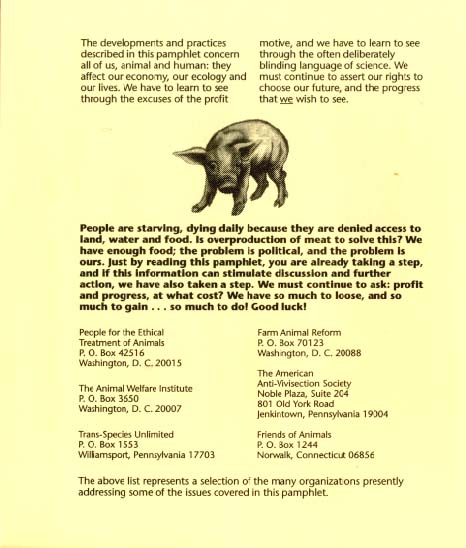 The developments and practices
described in this pamphlet concern
all of us, animal and human: they
affect our economy, our ecology and
our lives. We have to learn to see
through the excuses of the profit
motive, and we have to learn to see
through the often deliberately
blinding language of science. We
must continue to assert our rights to
choose our future, and the progress
that we wish to see.
People are starving, dying daily because they are denied access to
land, water and food. Is overproduction of meat to solve this? We
have enough food; the problem is political, and the problem is
ours. Just by reading this pamphlet, you are already taking a step,
and if this information can stimulate discussion and further
action, we have also taken a step. We must continue to ask: profit
and progress, at what cost? We have so much to loose, and so
much to gain . . . so much to do! Good luck!
People for the Ethical
Treatment of Animals
P. O. Box 42516
Washington, D. C. 20015
The Animal Welfare Institute
P. O. Box 3650
Washington, D. C. 20007
Trans-Species Unlimited
P. O. Box 1553
Williamsport, Pennsylvania 17703
Farm Animal Reform
P. O. Box 70123
Washington, D. C. 20088
The American
Anti-Vivisection Society
Noble Plaza, Suite 204
801 Old York Road
Jenkintown, Pennsylvania 19004
Friends of Animals
P. O. Box 1244
Norwalk, Connecticut 06856
The above list represents a selection of the many organizations presently
addressing some of the issues covered in this pamphlet.